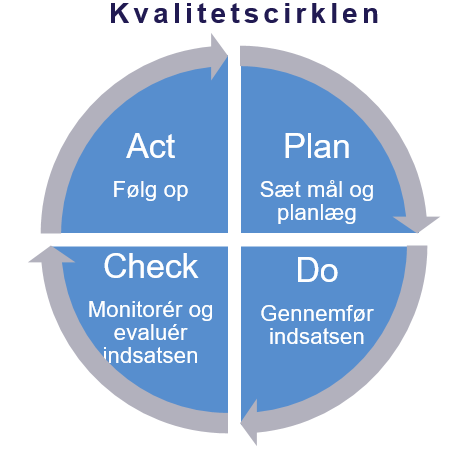 Kvalitetscirklen
Act
Følg op
Plan
Sæt mål og
planlæg
Check
Monitorér og
evaluér
indsatsen
Do
Gennemfør
indsatsen